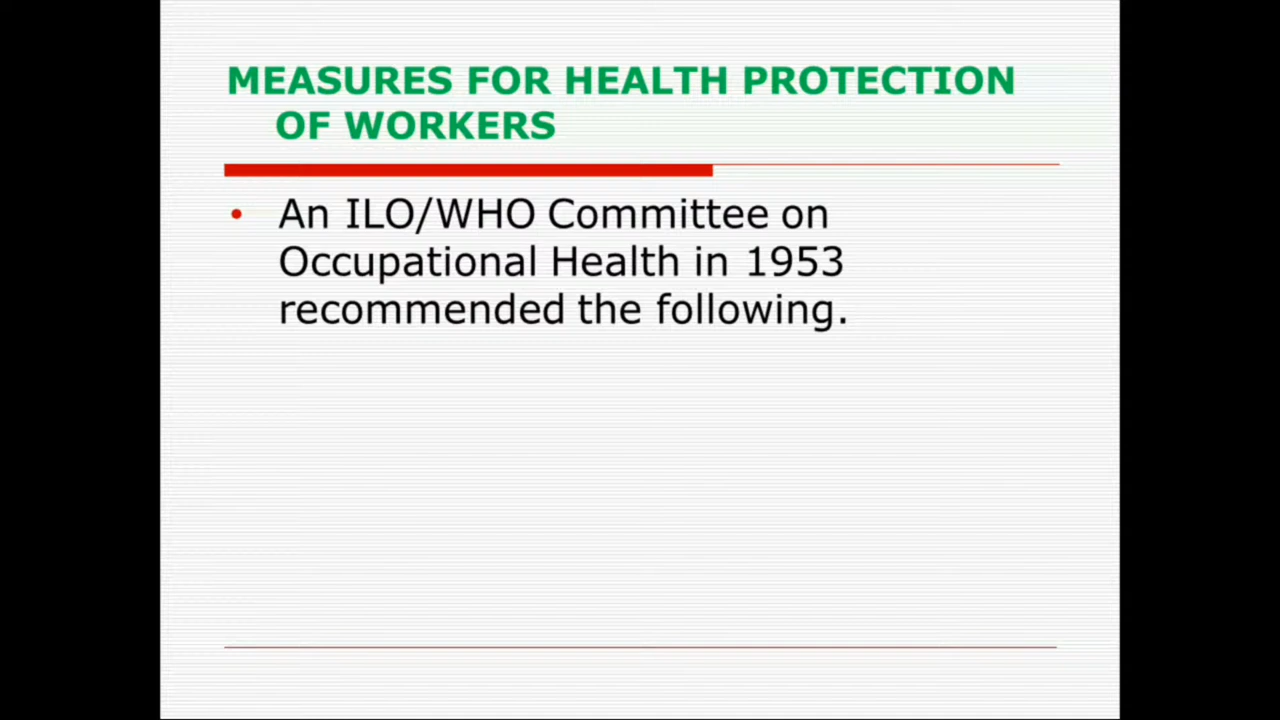 MEASURES FOR HEALTH PROTECTION
OF WORKERS
• An ILO/WHO Committee on
Occupational Health in 1953
recommended the following.